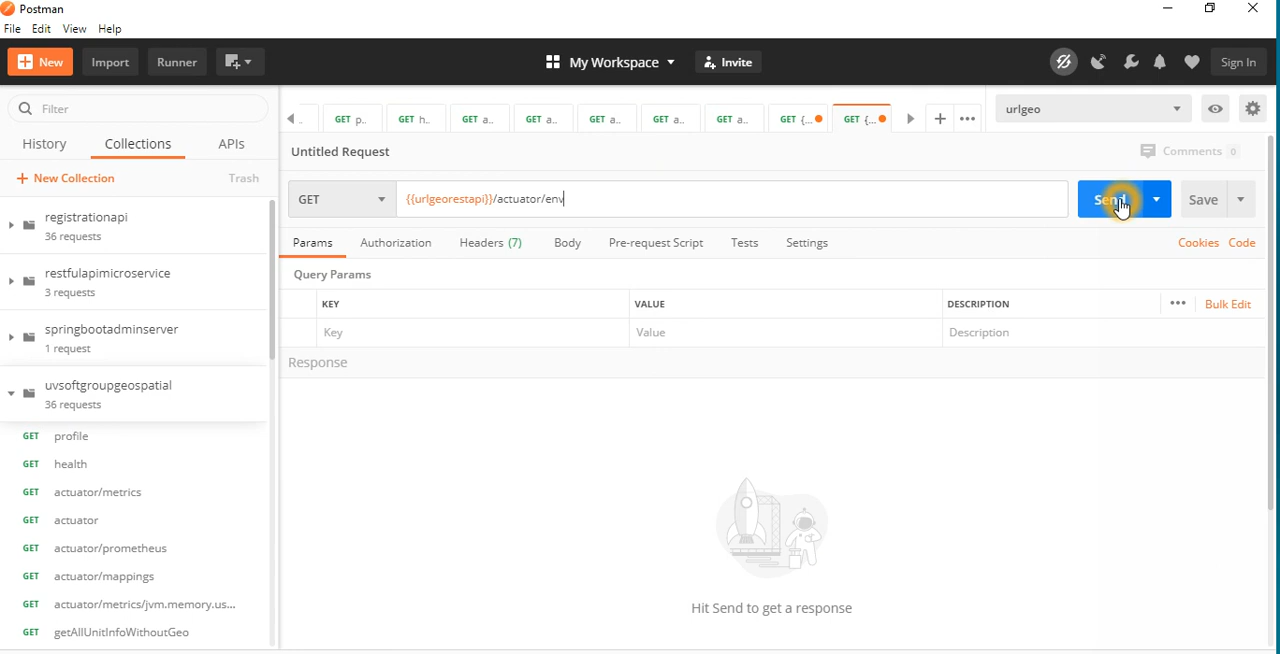 Postman
File Edit View Help
New Import Runner My Workspace Invite Sign In
Filter
GET p.. GET h.. GET a.. GET a.. GET a.. GET a.. GET a.. GET {... GET {... urlgeo
History Collections APIs
Untitled Request Comments 0
New Collection Trash
GET {{urlgeorestapi}}/actuator/env Send Save
registrationapi
36 requests
Params Authorization Headers (7) Body Pre-request Script Tests Settings Cookies Code
restfulapimicroservice
3 requests
Query Params
KEY VALUE DESCRIPTION Bulk Edit
Key Value Description
springbootadminserver
1 request
Response
uvsoftgroupgeospatial
36 requests
GET profile
GET health
GET actuator/metrics
GET actuator
GET actuator/prometheus
GET actuator/mappings
GET actuator/metrics/jvm.memory.us...
Hit Send to get a response
GET getAllUnitInfoWithoutGeo